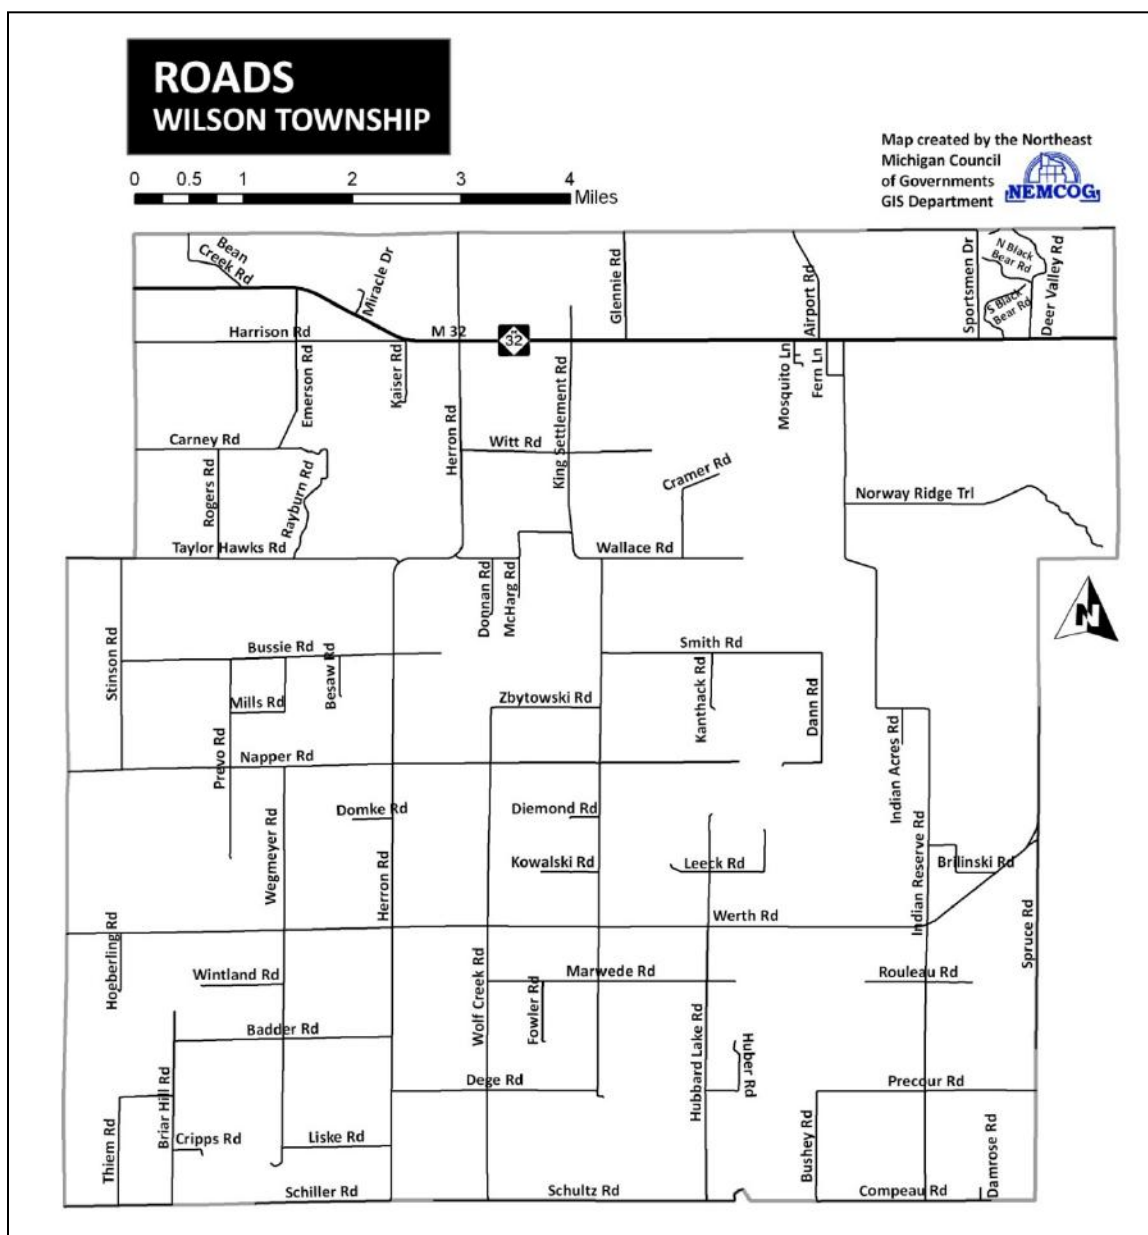 ROADS
WILSON TOWNSHIP
Map created by the Northeast
Michigan Council
of Governments
GIS Department
NEMCOG
0 0.5 1 2 3 4
Miles
Bean
Creek Rd
Miracle Dr
Glennie Rd
Airport Rd
Sportsmen Dr
N Black
Bear Rd
S Black
Bear Rd
Deer Valley Rd
Harrison Rd
M 32
32
Emerson Rd
Kaiser Rd
Herron Rd
King Settlement Rd
Mosquito Ln
Fern Ln
Carney Rd
Witt Rd
Rogers Rd
Rayburn Rd
Cramer Rd
Norway Ridge Trl
Taylor Hawks Rd
Wallace Rd
Donnan Rd
McHarg Rd
N
Stinson Rd
Bussie Rd
Besaw Rd
Smith Rd
Kanthack Rd
Dann Rd
Mills Rd
Zbytowski Rd
Prevo Rd
Napper Rd
Indian Acres Rd
Wegmeyer Rd
Domke Rd
Diemond Rd
Herron Rd
Kowalski Rd
Leeck Rd
Indian Reserve Rd
Brilinski Rd
Hoeberling Rd
Werth Rd
Spruce Rd
Wintland Rd
Wolf Creek Rd
Marwede Rd
Fowler Rd
Rouleau Rd
Badder Rd
Hubbard Lake Rd
Huber Rd
Dege Rd
Precour Rd
Thiem Rd
Briar Hill Rd
Cripps Rd
Liske Rd
Bushey Rd
Damrose Rd
Schiller Rd
Schultz Rd
Compeau Rd